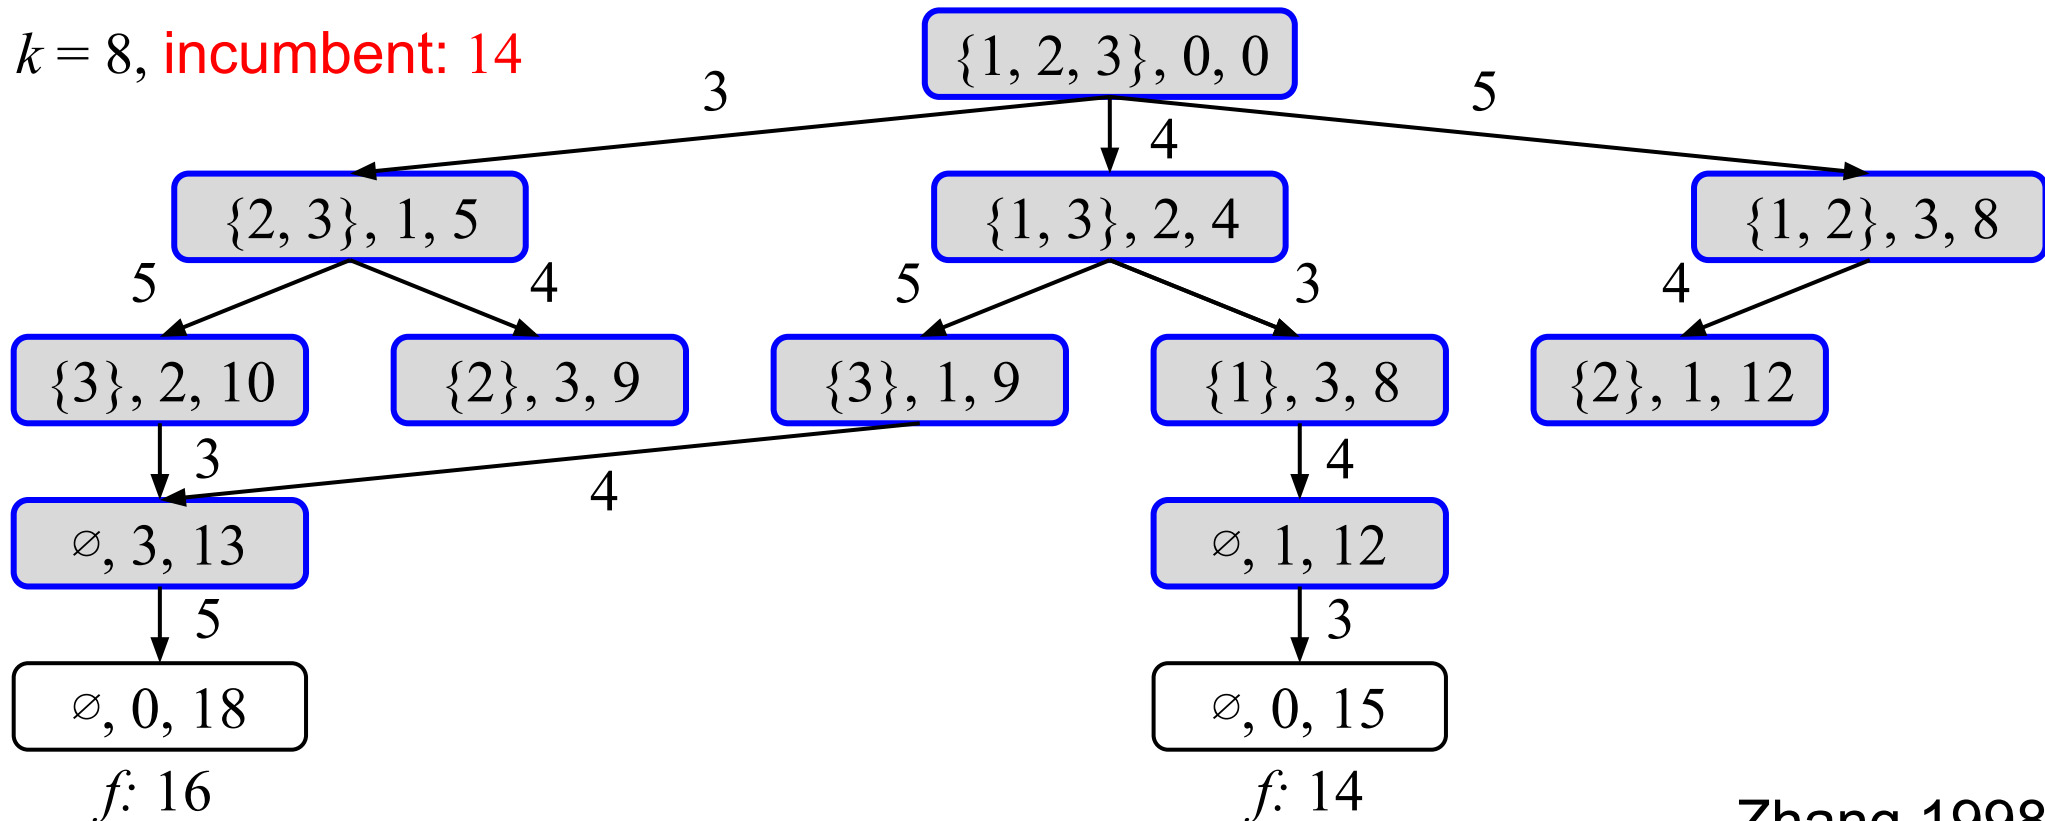 k = 8, incumbent: 14
{1, 2, 3}, 0, 0
3
4
5
{2, 3}, 1, 5
{1, 3}, 2, 4
{1, 2}, 3, 8
5
4
5
3
4
{3}, 2, 10
{2}, 3, 9
{3}, 1, 9
{1}, 3, 8
{2}, 1, 12
3
4
4
∅, 3, 13
∅, 1, 12
5
3
∅, 0, 18
∅, 0, 15
f: 16
f: 14
Zhang 1998